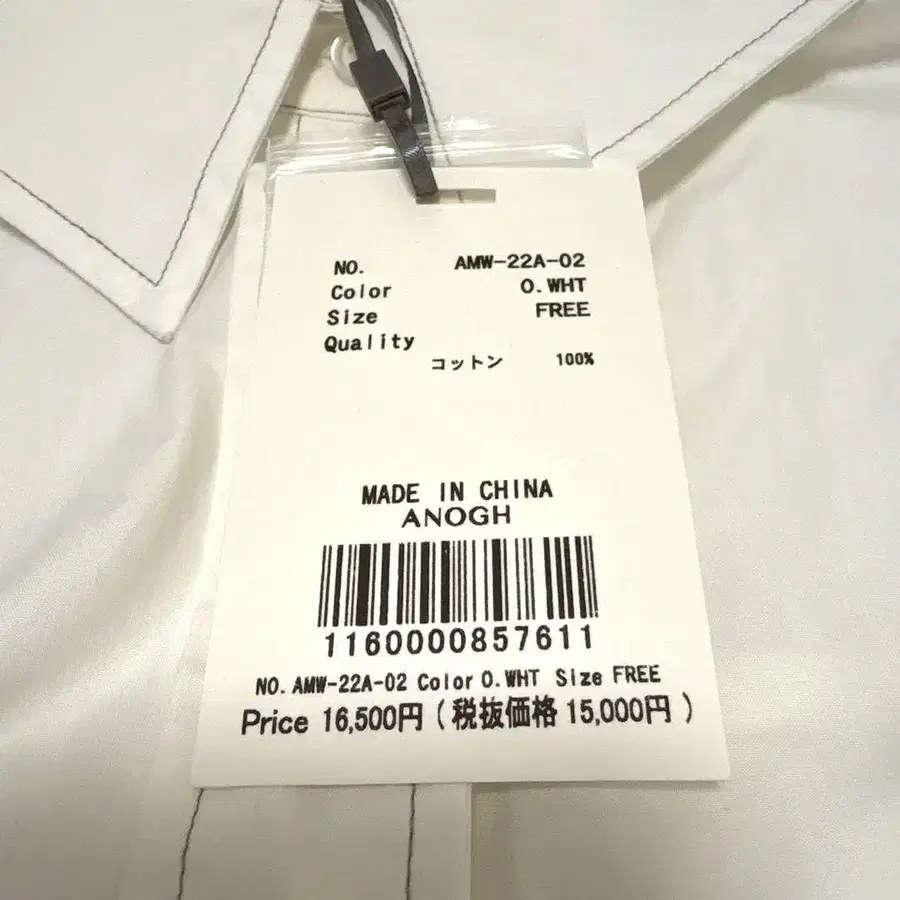 NO. AMW-22A-02
Color O.WHT
Size FREE
Quality
コットン 100%
MADE IN CHINA
ANOGH
1160000857611
NO. AMW-22A-02 Color O.WHT Size FREE
Price 16,500円 (税抜価格 15,000円 )